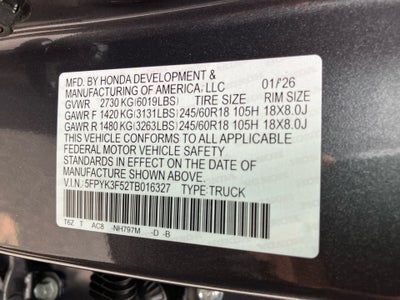 MFD. BY HONDA DEVELOPMENT &
MANUFACTURING OF AMERICA, LLC 01/26
GVWR 2730 KG (6019LBS) TIRE SIZE RIM SIZE
GAWR F 1420 KG (3131LBS) 245/60R18 105H 18X8.0J
GAWR R 1480 KG (3263LBS) 245/60R18 105H 18X8.0J
THIS VEHICLE CONFORMS TO ALL APPLICABLE
FEDERAL MOTOR VEHICLE SAFETY
STANDARDS IN EFFECT ON THE DATE OF
MANUFACTURE SHOWN ABOVE.
V.I.N.: 5FPYK3F52TB016327 TYPE: TRUCK
T6Z T AC8 -NH797M -D -B